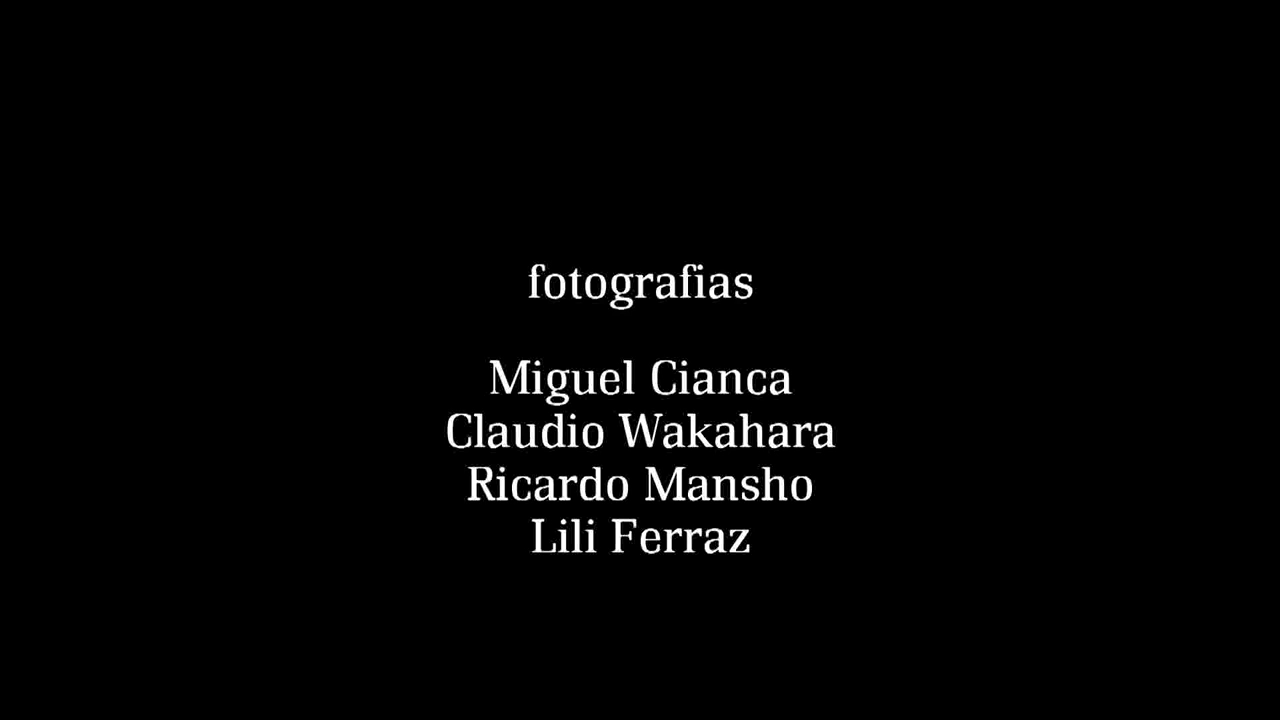 fotografias
Miguel Cianca
Claudio Wakahara
Ricardo Mansho
Lili Ferraz